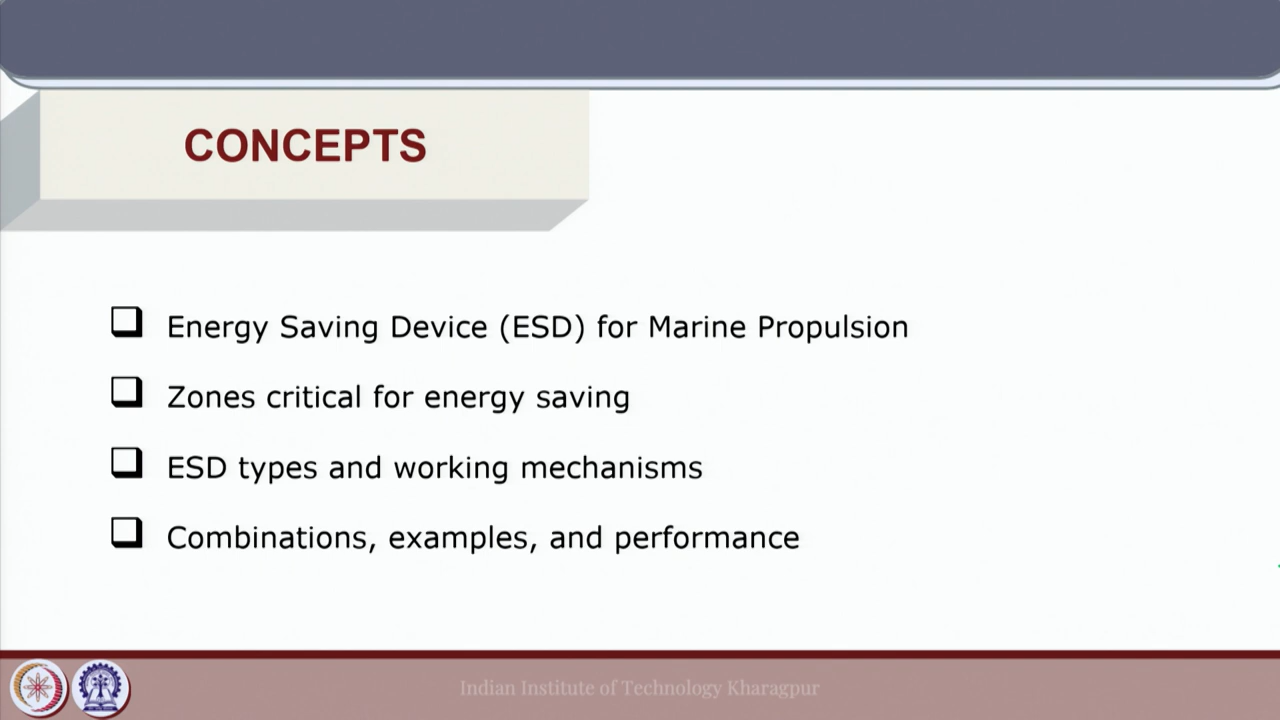 CONCEPTS
Energy Saving Device (ESD) for Marine Propulsion
Zones critical for energy saving
ESD types and working mechanisms
Combinations, examples, and performance
Indian Institute of Technology Kharagpur